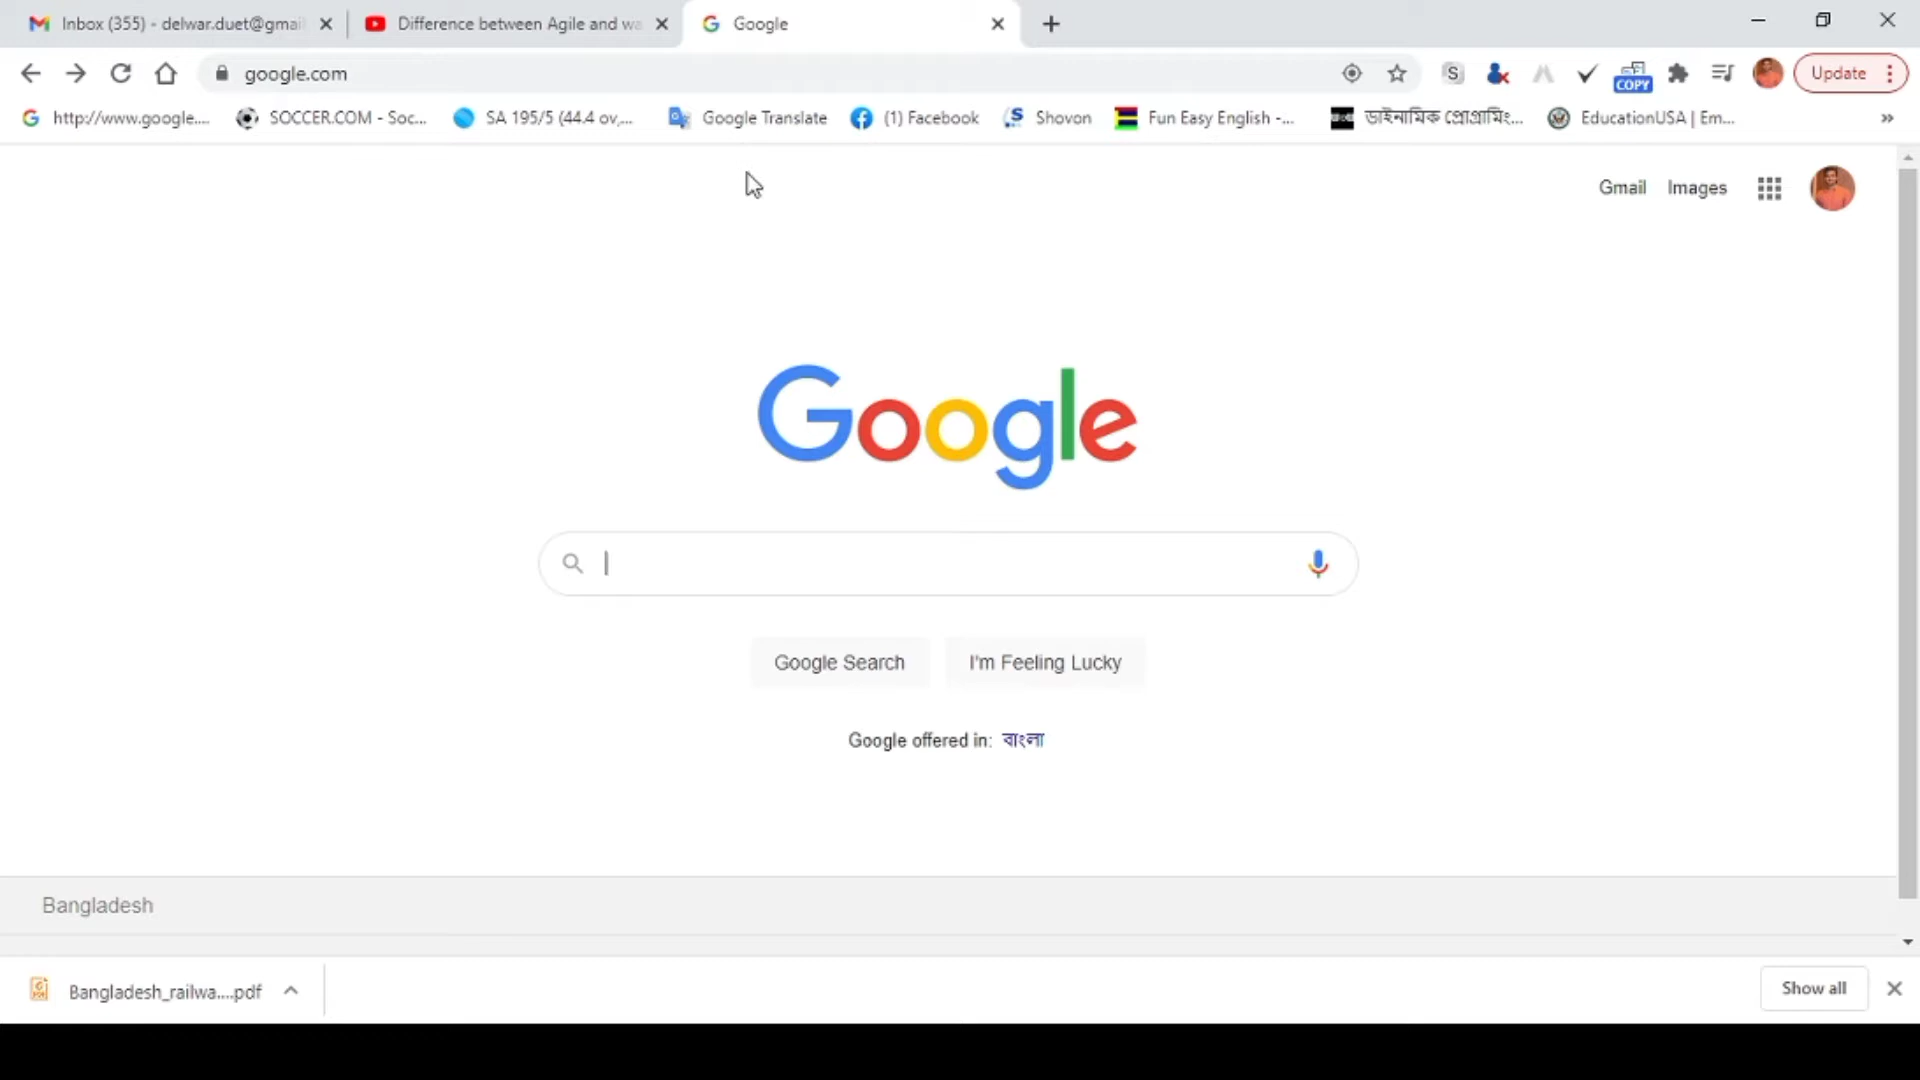 Inbox (355) - delwar.duet@gmai
Difference between Agile and wa
Google
google.com
COPY
Update
http://www.google....
SOCCER.COM - Soc...
SA 195/5 (44.4 ov,...
Google Translate
(1) Facebook
Shovon
Fun Easy English -...
ডাইনামিক প্রোগ্রামিং...
EducationUSA | Em...
Gmail
Images
Google
Google Search
I'm Feeling Lucky
Google offered in: বাংলা
Bangladesh
Bangladesh_railwa....pdf
Show all